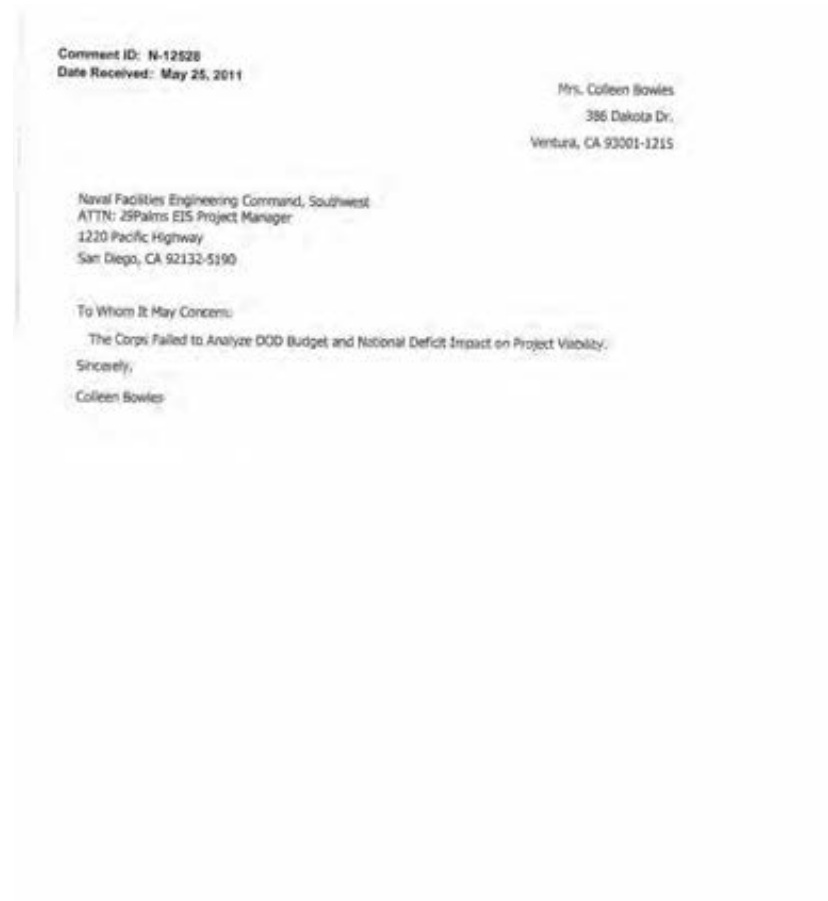 Comment ID: N-12528
Date Received: May 25, 2011
Mrs. Colleen Bowles
386 Dakota Dr.
Ventura, CA 93001-1215
Naval Facilities Engineering Command, Southwest
ATTN: 29Palms EIS Project Manager
1220 Pacific Highway
San Diego, CA 92132-5190
To Whom It May Concern:
The Corps Failed to Analyze DOD Budget and National Deficit Impact on Project Viability.
Sincerely,
Colleen Bowles